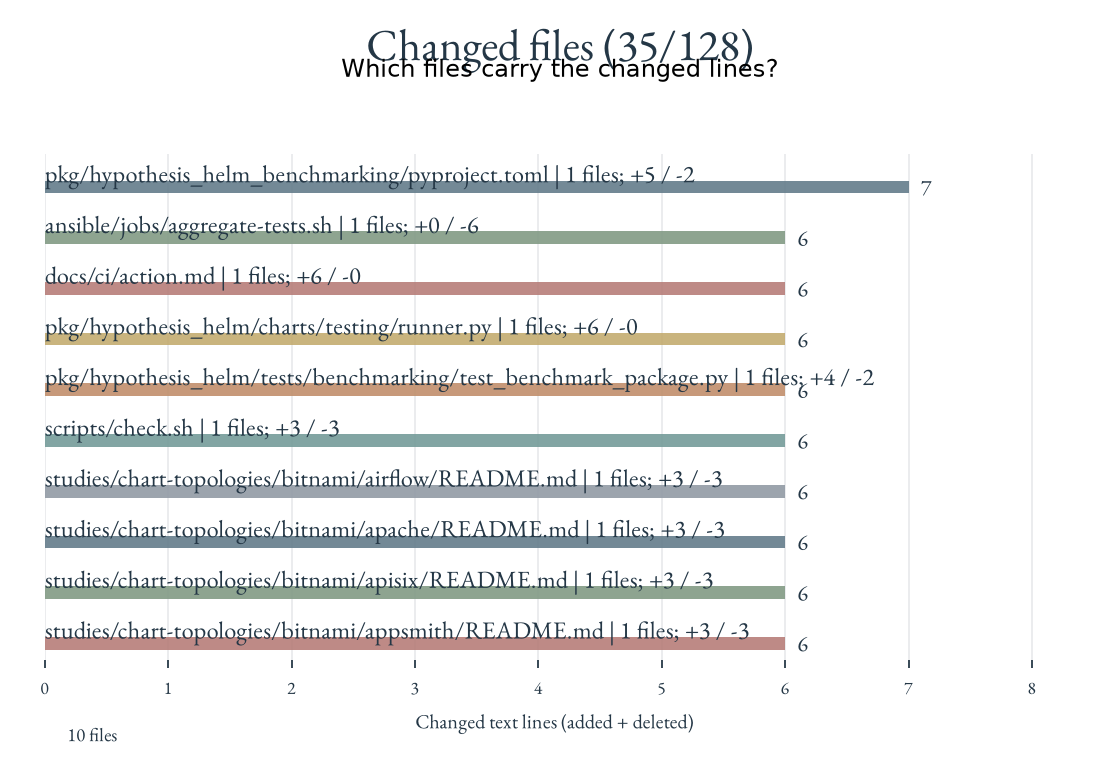 Changed files (35/128)
Which files carry the changed lines?
pkg/hypothesis_helm_benchmarking/pyproject.toml | 1 files; +5 / -2
7
ansible/jobs/aggregate-tests.sh | 1 files; +0 / -6
6
docs/ci/action.md | 1 files; +6 / -0
6
pkg/hypothesis_helm/charts/testing/runner.py | 1 files; +6 / -0
6
pkg/hypothesis_helm/tests/benchmarking/test_benchmark_package.py | 1 files; +4 / -2
6
scripts/check.sh | 1 files; +3 / -3
6
studies/chart-topologies/bitnami/airflow/README.md | 1 files; +3 / -3
6
studies/chart-topologies/bitnami/apache/README.md | 1 files; +3 / -3
6
studies/chart-topologies/bitnami/apisix/README.md | 1 files; +3 / -3
6
studies/chart-topologies/bitnami/appsmith/README.md | 1 files; +3 / -3
6
0 1 2 3 4 5 6 7 8
Changed text lines (added + deleted)
10 files